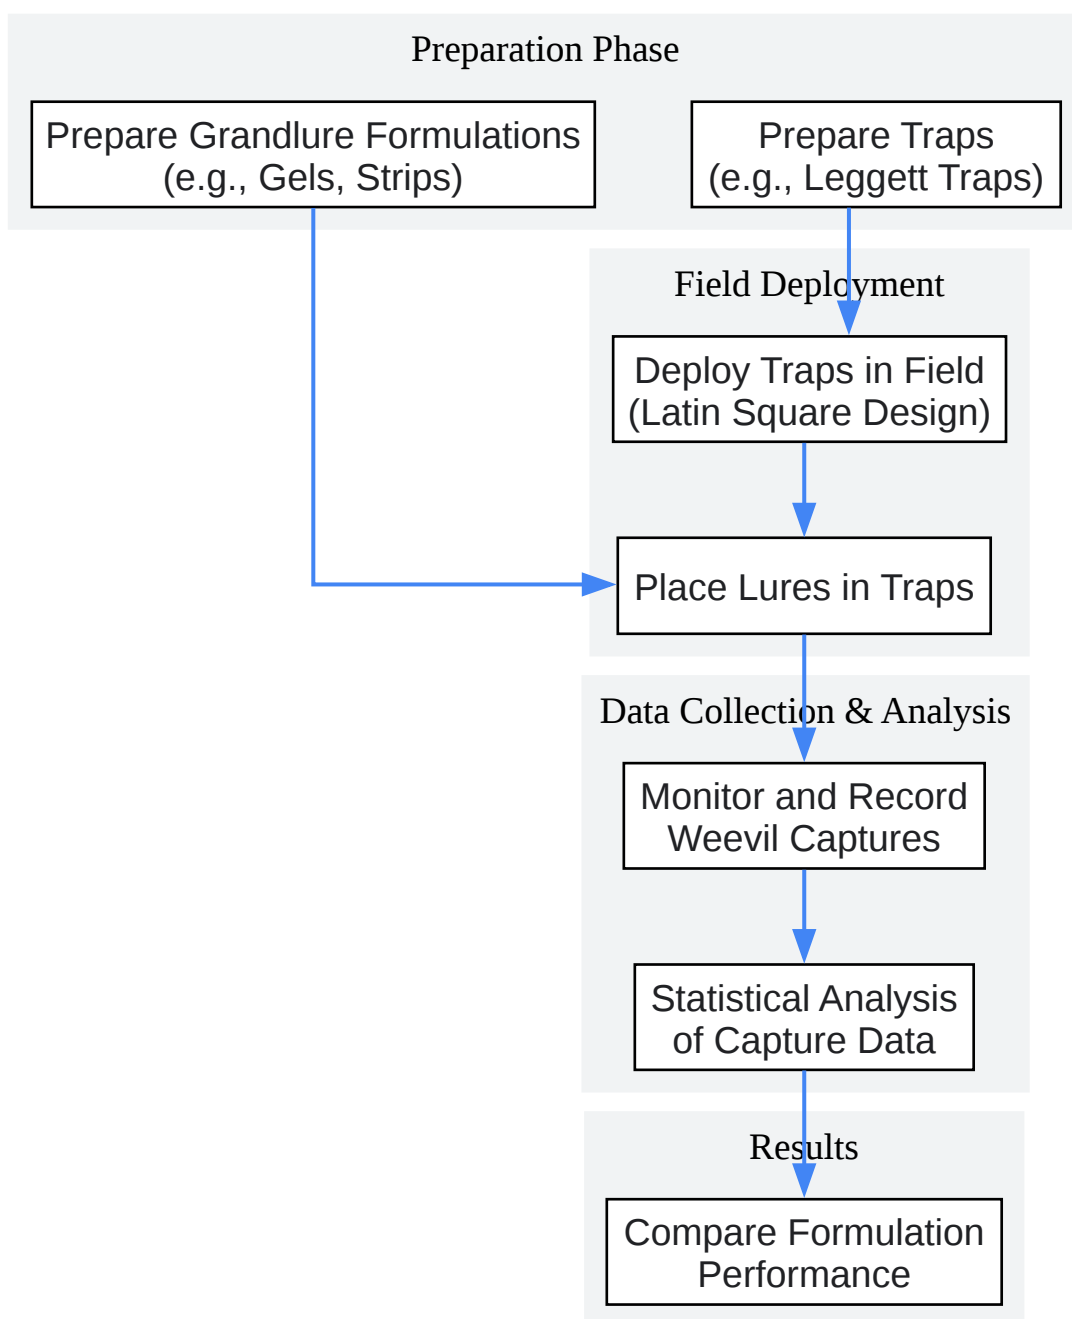 Preparation Phase
Prepare Grandlure Formulations
(e.g., Gels, Strips)
Prepare Traps
(e.g., Leggett Traps)
Field Deployment
Deploy Traps in Field
(Latin Square Design)
Place Lures in Traps
Data Collection & Analysis
Monitor and Record
Weevil Captures
Statistical Analysis
of Capture Data
Results
Compare Formulation
Performance